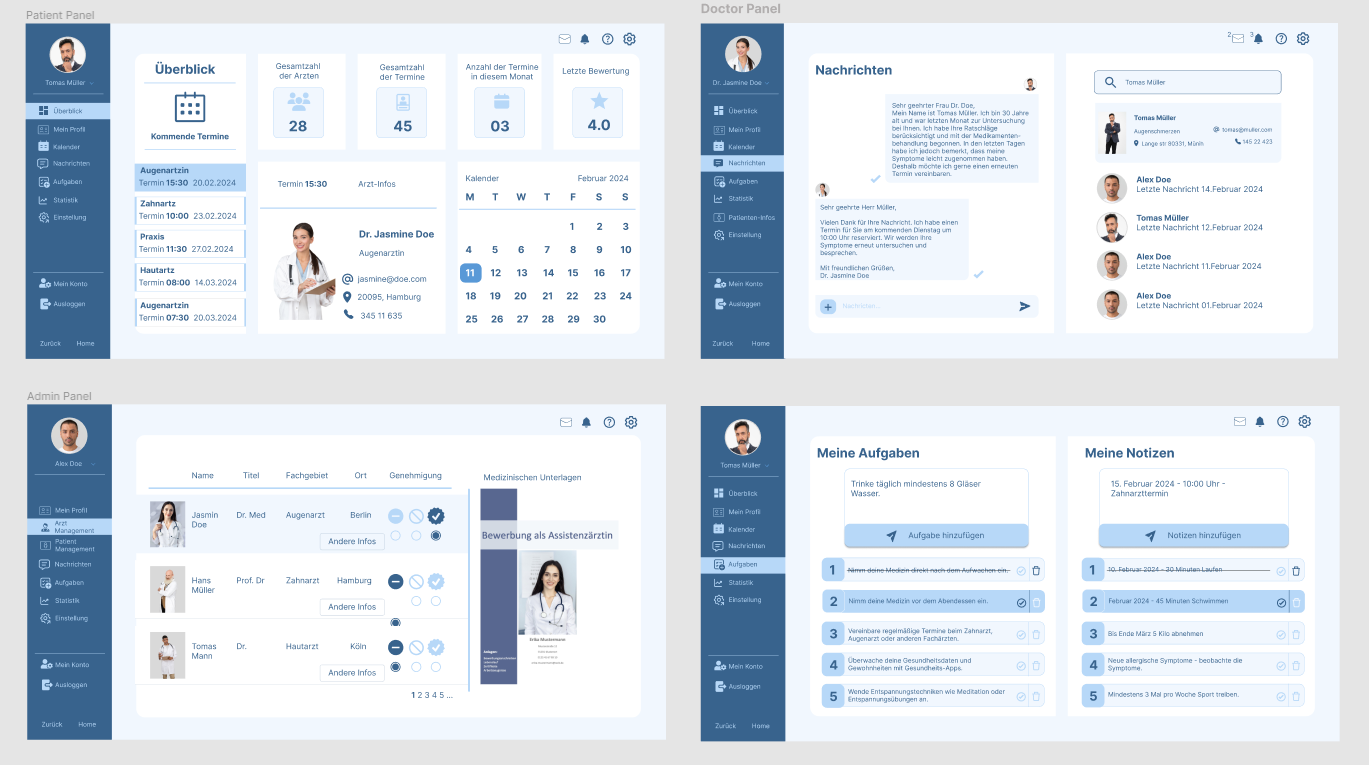 Patient Panel
Tomas Müller
Überblick
Mein Profil
Kalender
Nachrichten
Aufgaben
Statistik
Einstellung
Mein Konto
Ausloggen
Zurück Home
Überblick
Kommende Termine
Gesamtzahl
der Arzten
28
Gesamtzahl
der Termine
45
Anzahl der Termine
in diesem Monat
03
Letzte Bewertung
4.0
Augenartzin
Termin 15:30 20.02.2024
Zahnartz
Termin 10:00 23.02.2024
Praxis
Termin 11:30 27.02.2024
Hautartz
Termin 08:00 14.03.2024
Augenartzin
Termin 07:30 20.03.2024
Termin 15:30 Arzt-Infos
Dr. Jasmine Doe
Augenarztin
jasmine@doe.com
20095, Hamburg
345 11 635
Kalender Februar 2024
M T W T F S S
1 2 3
4 5 6 7 8 9 10
11 12 13 14 15 16 17
18 19 20 21 22 23 24
25 26 27 28 29 30
Doctor Panel
Dr. Jasmine Doe
Überblick
Mein Profil
Kalender
Nachrichten
Aufgaben
Statistik
Patienten-Infos
Einstellung
Mein Konto
Ausloggen
Zurück Home
2 3
Nachrichten
Sehr geehrter Frau Dr. Doe,
Mein Name ist Tomas Müller. Ich bin 30 Jahre
alt und war letzten Monat zur Untersuchung
bei Ihnen. Ich habe Ihre Ratschläge
berücksichtigt und mit der Medikamenten-
behandlung begonnen. In den letzten Tagen
habe ich jedoch bemerkt, dass meine
Symptome leicht zugenommen haben.
Deshalb möchte ich gerne einen erneuten
Termin vereinbaren.
Sehr geehrte Herr Müller,
Vielen Dank für Ihre Nachricht. Ich habe einen
Termin für Sie am kommenden Dienstag um
10:00 Uhr reserviert. Wir werden Ihre
Symptome erneut untersuchen und
besprechen.
Mit freundlichen Grüßen,
Dr. Jasmine Doe
Nachrichten...
Tomas Müller
Tomas Müller
Augenschmerzen
@ tomas@muller.com
Lange str 80331, Münih
145 22 423
Alex Doe
Letzte Nachricht 14.Februar 2024
Tomas Müller
Letzte Nachricht 12.Februar 2024
Alex Doe
Letzte Nachricht 11.Februar 2024
Alex Doe
Letzte Nachricht 01.Februar 2024
Admin Panel
Alex Doe
Mein Profil
Arzt
Management
Patient
Management
Nachrichten
Aufgaben
Statistik
Einstellung
Mein Konto
Ausloggen
Zurück Home
Name Titel Fachgebiet Ort Genehmigung
Jasmin
Doe
Dr. Med Augenarzt Berlin
Andere Infos
Hans
Müller
Prof. Dr Zahnarzt Hamburg
Andere Infos
Tomas
Mann
Dr. Hautarzt Köln
Andere Infos
1 2 3 4 5 ...
Medizinischen Unterlagen
Bewerbung als Assistenzärztin
Erika Mustermann
Tomas Müller
Überblick
Mein Profil
Kalender
Nachrichten
Aufgaben
Statistik
Einstellung
Mein Konto
Ausloggen
Zurück Home
Meine Aufgaben
Trinke täglich mindestens 8 Gläser
Wasser.
Aufgabe hinzufügen
1 Nimm deine Medizin direkt nach dem Aufwachen ein.
2 Nimm deine Medizin vor dem Abendessen ein.
3 Vereinbare regelmäßige Termine beim Zahnarzt,
Augenarzt oder anderen Fachärzten.
4 Überwache deine Gesundheitsdaten und
Gewohnheiten mit Gesundheits-Apps.
5 Wende Entspannungstechniken wie Meditation oder
Entspannungsübungen an.
Meine Notizen
15. Februar 2024 - 10:00 Uhr -
Zahnarzttermin
Notizen hinzufügen
1 10. Februar 2024 - 30 Minuten Laufen
2 Februar 2024 - 45 Minuten Schwimmen
3 Bis Ende März 5 Kilo abnehmen
4 Neue allergische Symptome - beobachte die
Symptome.
5 Mindestens 3 Mal pro Woche Sport treiben.